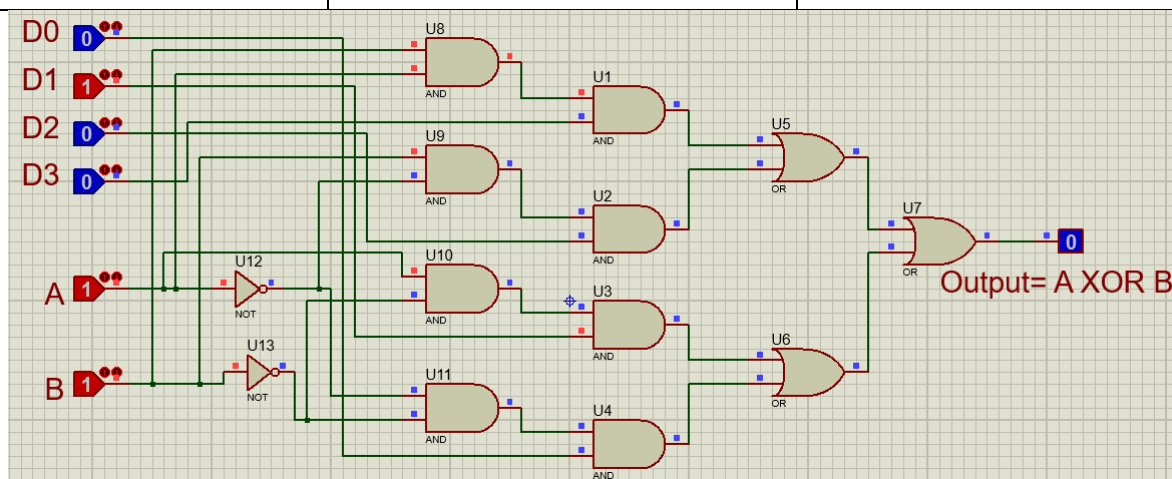 D0 0
D1 1
D2 0
D3 0
A 1
B 1
U8
AND
U9
AND
U10
AND
U11
AND
U12
NOT
U13
NOT
U1
AND
U2
AND
U3
AND
U4
AND
U5
OR
U6
OR
U7
OR
0
Output= A XOR B